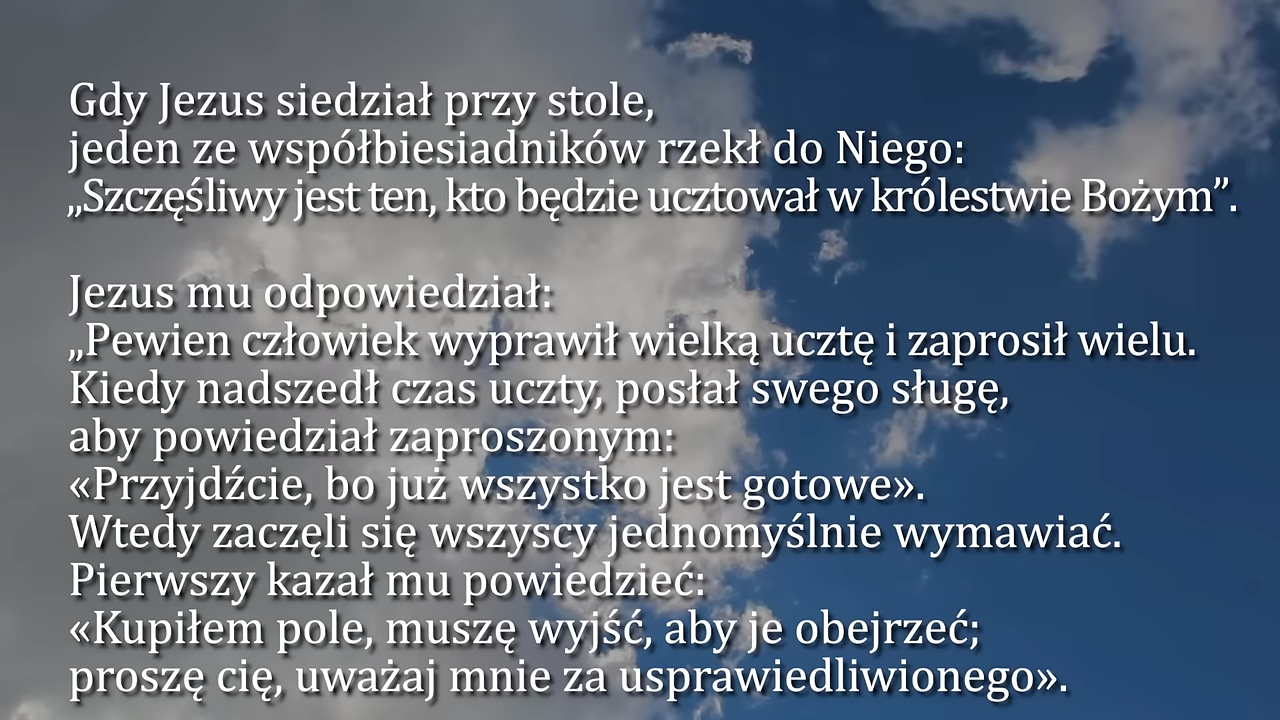 Gdy Jezus siedział przy stole,
jeden ze współbiesiadników rzekł do Niego:
„Szczęśliwy jest ten, kto będzie ucztował w królestwie Bożym”.
Jezus mu odpowiedział:
„Pewien człowiek wyprawił wielką ucztę i zaprosił wielu.
Kiedy nadszedł czas uczty, posłał swego sługę,
aby powiedział zaproszonym:
«Przyjdźcie, bo już wszystko jest gotowe».
Wtedy zaczęli się wszyscy jednomyślnie wymawiać.
Pierwszy kazał mu powiedzieć:
«Kupiłem pole, muszę wyjść, aby je obejrzeć;
proszę cię, uważaj mnie za usprawiedliwionego».